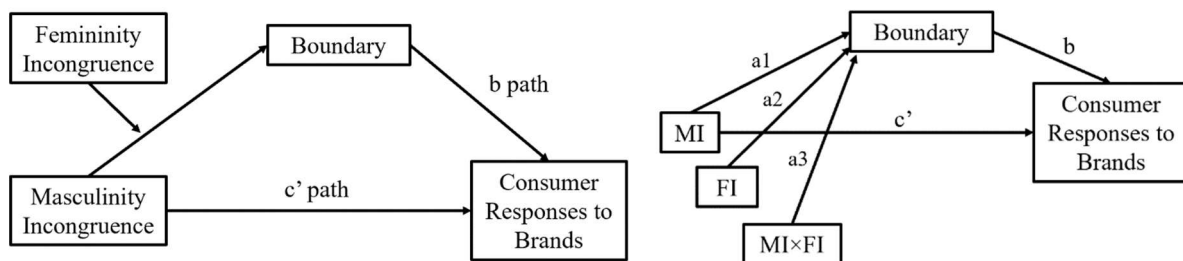 Femininity
Incongruence
Boundary
b path
Masculinity
Incongruence
c’ path
Consumer
Responses to
Brands
Boundary
a1
a2
b
MI
c’
FI
a3
MI×FI
Consumer
Responses to
Brands